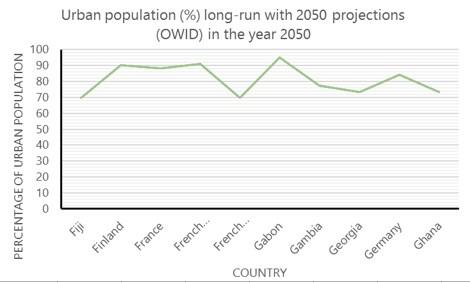 Urban population (%) long-run with 2050 projections
(OWID) in the year 2050
PERCENTAGE OF URBAN POPULATION
100
90
80
70
60
50
40
30
20
10
0
Fiji
Finland
France
French...
French...
Gabon
Gambia
Georgia
Germany
Ghana
COUNTRY